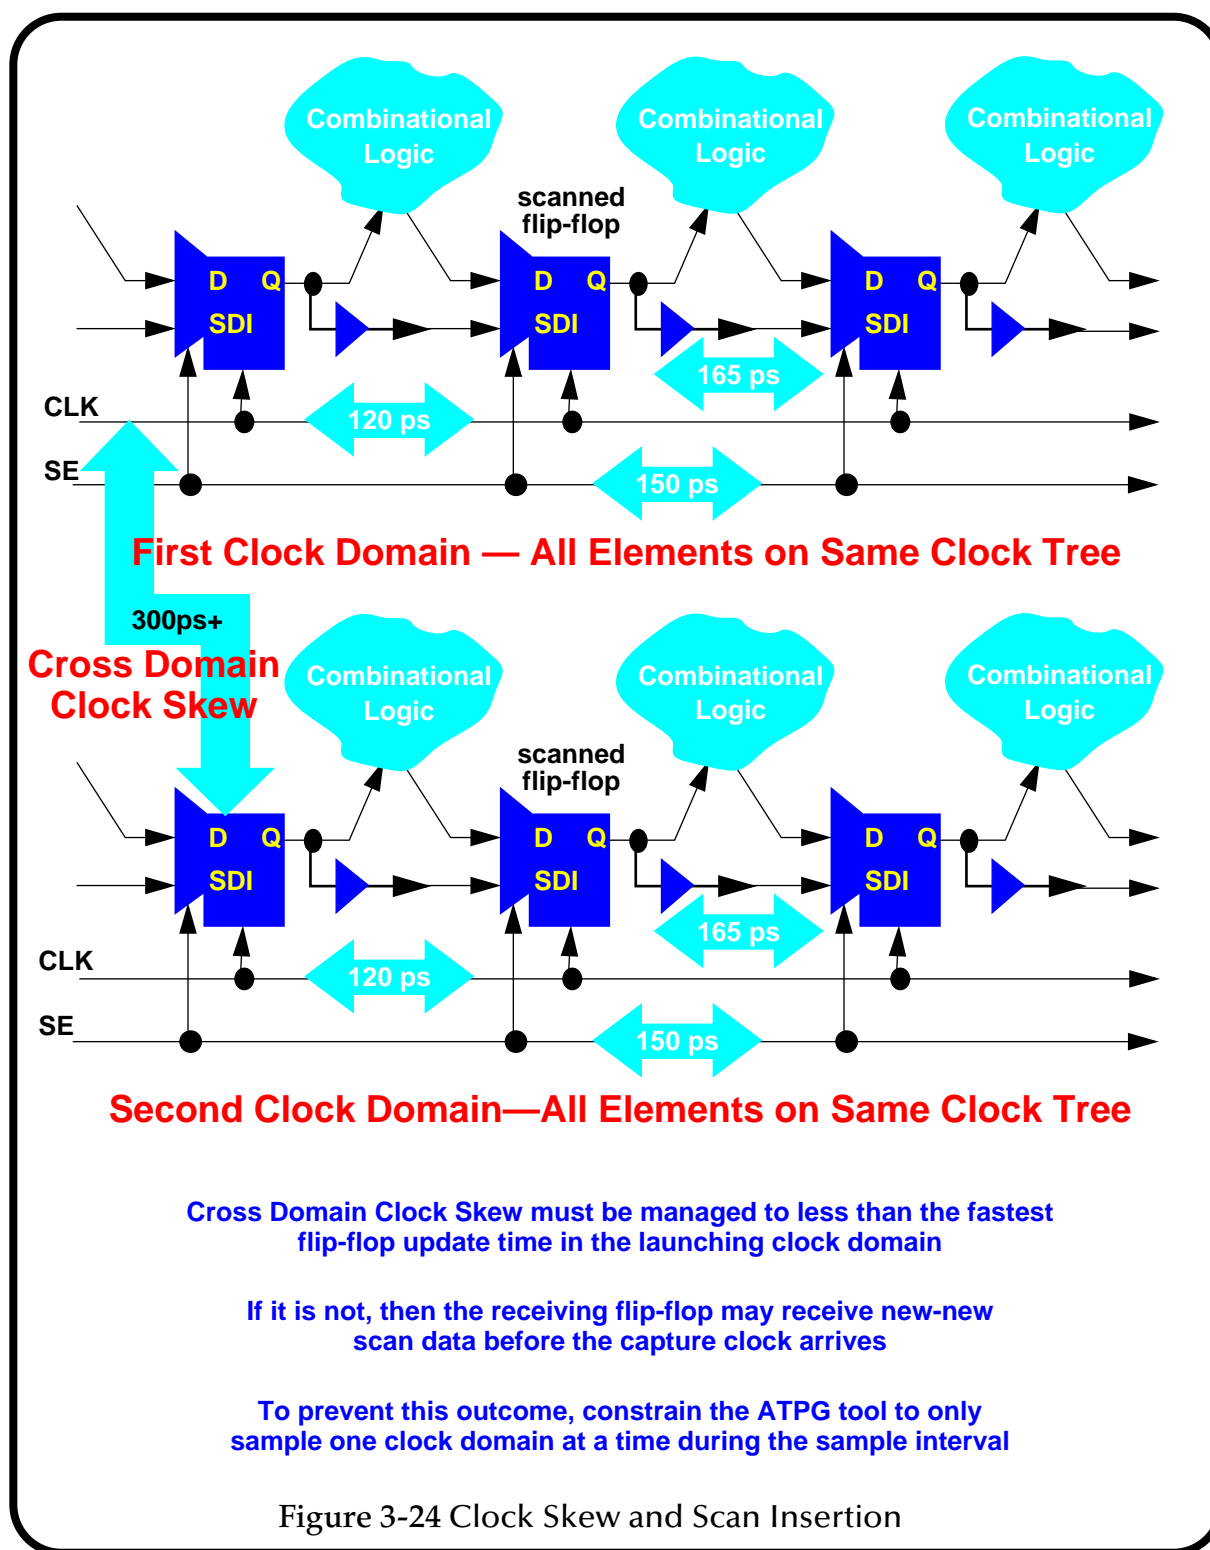 Combinational
Logic
Combinational
Logic
Combinational
Logic
scanned
flip-flop
D Q
SDI
D Q
SDI
D Q
SDI
165 ps
CLK
120 ps
SE
150 ps
First Clock Domain — All Elements on Same Clock Tree
300ps+
Cross Domain
Clock Skew
Combinational
Logic
Combinational
Logic
Combinational
Logic
scanned
flip-flop
D Q
SDI
D Q
SDI
D Q
SDI
165 ps
CLK
120 ps
SE
150 ps
Second Clock Domain—All Elements on Same Clock Tree
Cross Domain Clock Skew must be managed to less than the fastest
flip-flop update time in the launching clock domain
If it is not, then the receiving flip-flop may receive new-new
scan data before the capture clock arrives
To prevent this outcome, constrain the ATPG tool to only
sample one clock domain at a time during the sample interval
Figure 3-24 Clock Skew and Scan Insertion